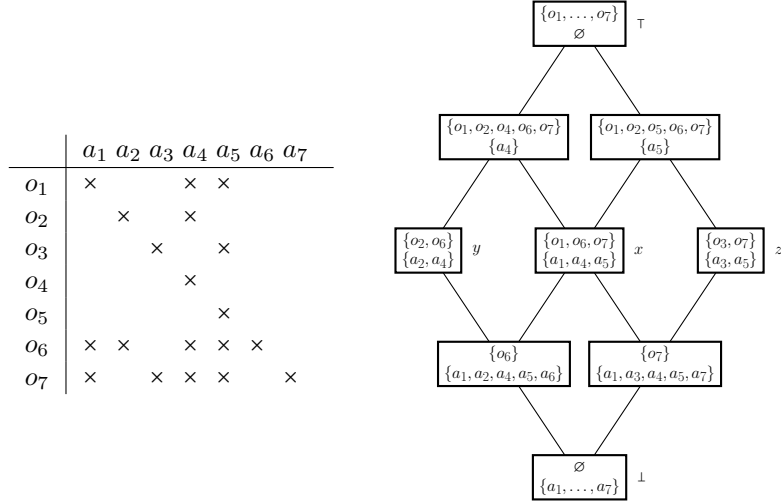 a₁ a₂ a₃ a₄ a₅ a₆ a₇
o₁ × × ×
o₂ × ×
o₃ × ×
o₄ ×
o₅ ×
o₆ × × × × ×
o₇ × × × × ×
{o₁, …, o₇}
∅
⊤
{o₁, o₂, o₄, o₆, o₇}
{a₄}
{o₁, o₂, o₅, o₆, o₇}
{a₅}
{o₂, o₆}
{a₂, a₄}
y
{o₁, o₆, o₇}
{a₁, a₄, a₅}
x
{o₃, o₇}
{a₃, a₅}
z
{o₆}
{a₁, a₂, a₄, a₅, a₆}
{o₇}
{a₁, a₃, a₄, a₅, a₇}
∅
{a₁, …, a₇}
⊥